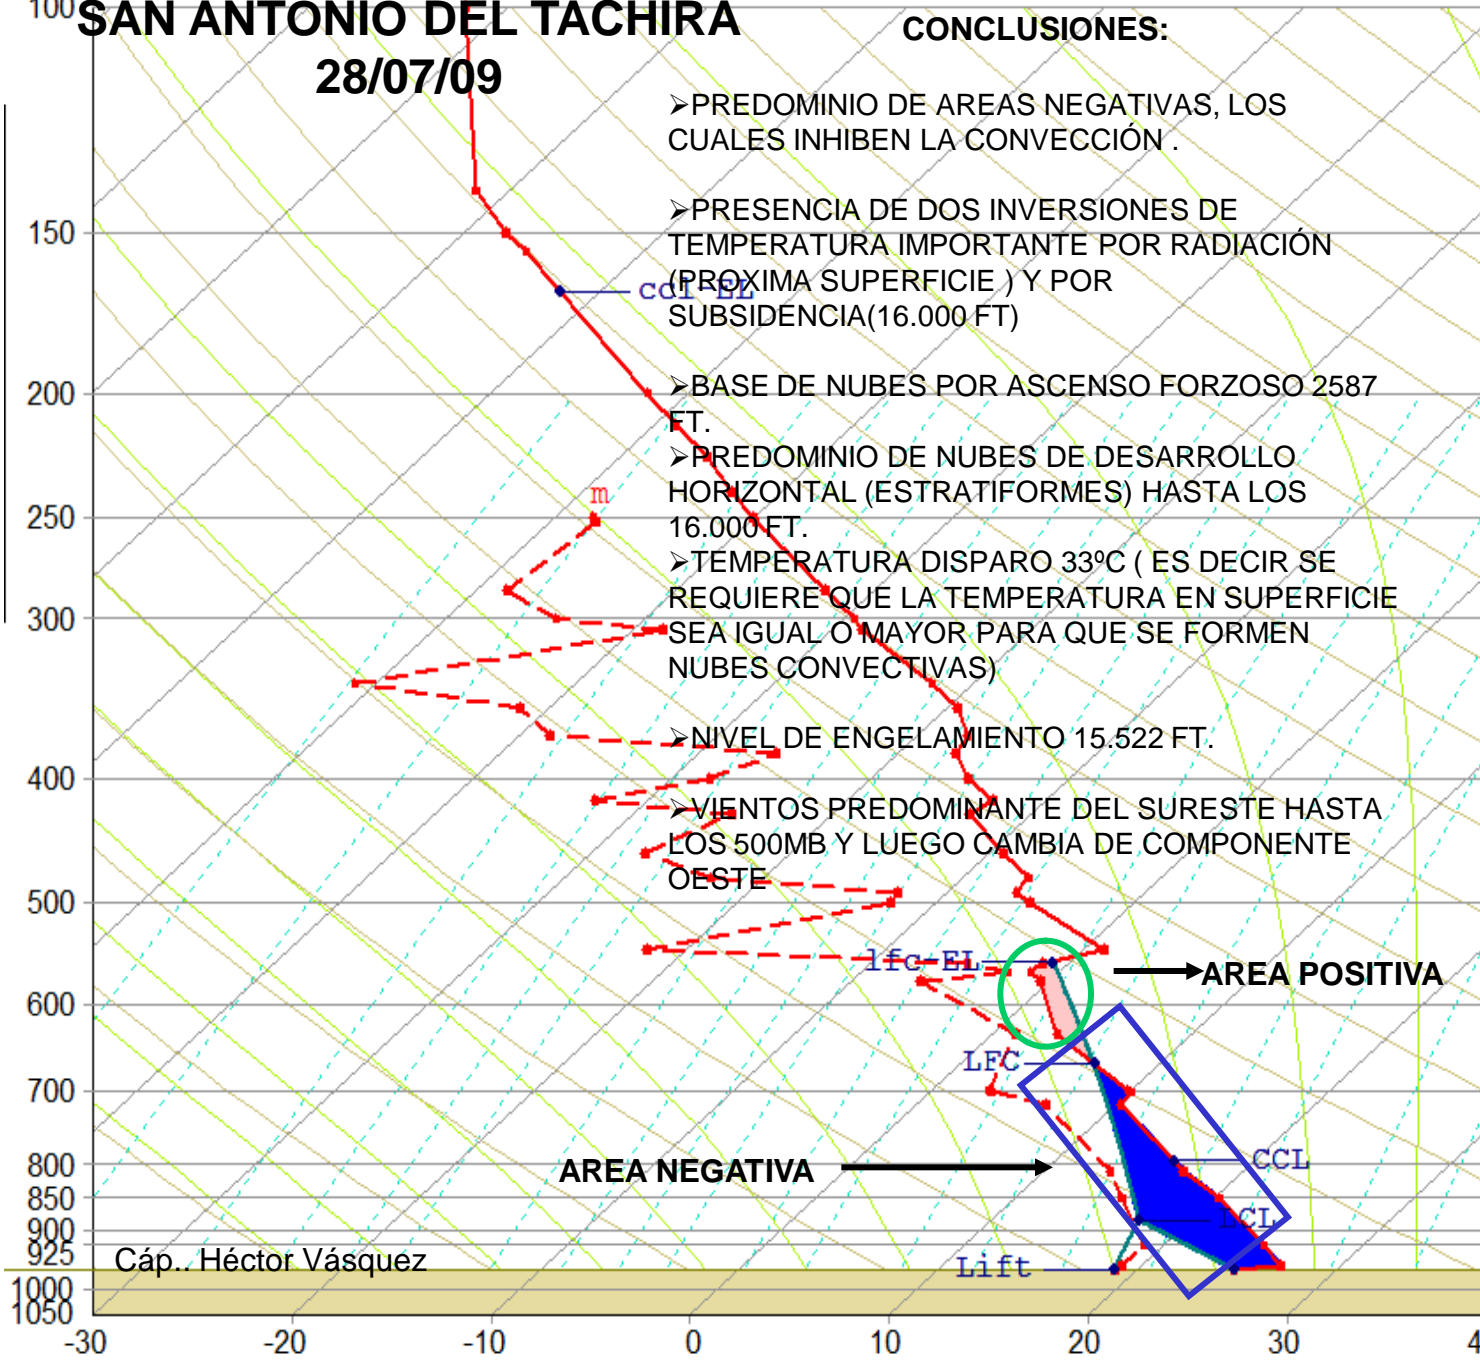 SAN ANTONIO DEL TACHIRA
28/07/09
CONCLUSIONES:
➢PREDOMINIO DE AREAS NEGATIVAS, LOS
CUALES INHIBEN LA CONVECCIÓN .
➢PRESENCIA DE DOS INVERSIONES DE
TEMPERATURA IMPORTANTE POR RADIACIÓN
(PROXIMA SUPERFICIE ) Y POR
SUBSIDENCIA(16.000 FT)
➢BASE DE NUBES POR ASCENSO FORZOSO 2587
FT.
➢PREDOMINIO DE NUBES DE DESARROLLO
HORIZONTAL (ESTRATIFORMES) HASTA LOS
16.000 FT.
➢TEMPERATURA DISPARO 33ºC ( ES DECIR SE
REQUIERE QUE LA TEMPERATURA EN SUPERFICIE
SEA IGUAL O MAYOR PARA QUE SE FORMEN
NUBES CONVECTIVAS)
➢NIVEL DE ENGELAMIENTO 15.522 FT.
➢VIENTOS PREDOMINANTE DEL SURESTE HASTA
LOS 500MB Y LUEGO CAMBIA DE COMPONENTE
OESTE
ccl-EL
m
lfc-EL
AREA POSITIVA
LFC
AREA NEGATIVA
CCL
LCL
Lift
Cáp.. Héctor Vásquez
100
150
200
250
300
400
500
600
700
800
850
900
925
1000
1050
-30 -20 -10 0 10 20 30 4